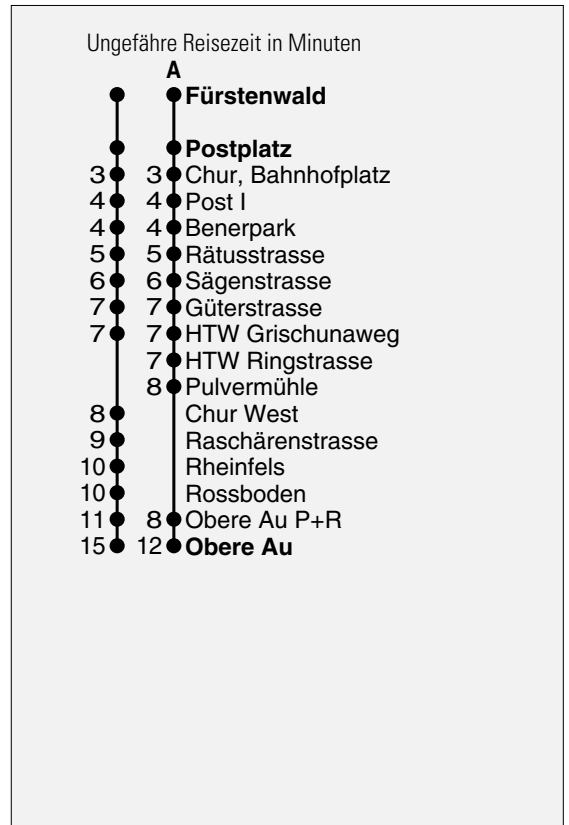 Ungefähre Reisezeit in Minuten
A
Fürstenwald
Postplatz
3 3 Chur, Bahnhofplatz
4 4 Post I
4 4 Benerpark
5 5 Rätusstrasse
6 6 Sägenstrasse
7 7 Güterstrasse
7 7 HTW Grischunaweg
7 HTW Ringstrasse
8 Pulvermühle
8 Chur West
9 Raschärenstrasse
10 Rheinfels
10 Rossboden
11 8 Obere Au P+R
15 12 Obere Au